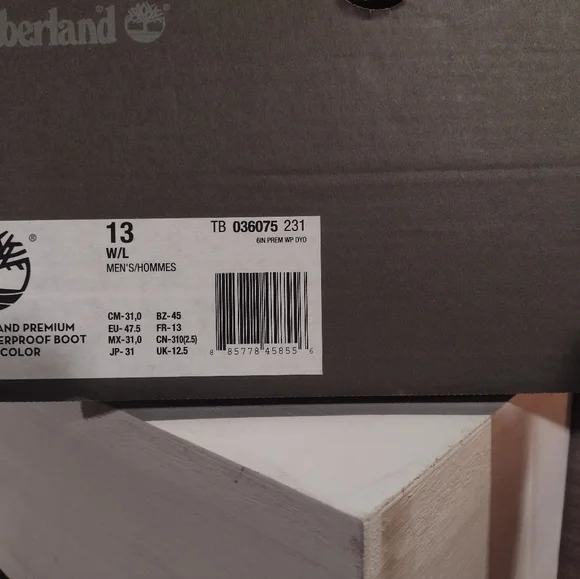 berland
13
W/L
MEN'S/HOMMES
TB 036075 231
6IN PREM WP DYO
®
AND PREMIUM
ERPROOF BOOT
COLOR
CM-31,0 BZ-45
EU-47.5 FR-13
MX-31,0 CN-310(2.5)
JP-31 UK-12.5
8 85778 45855 6